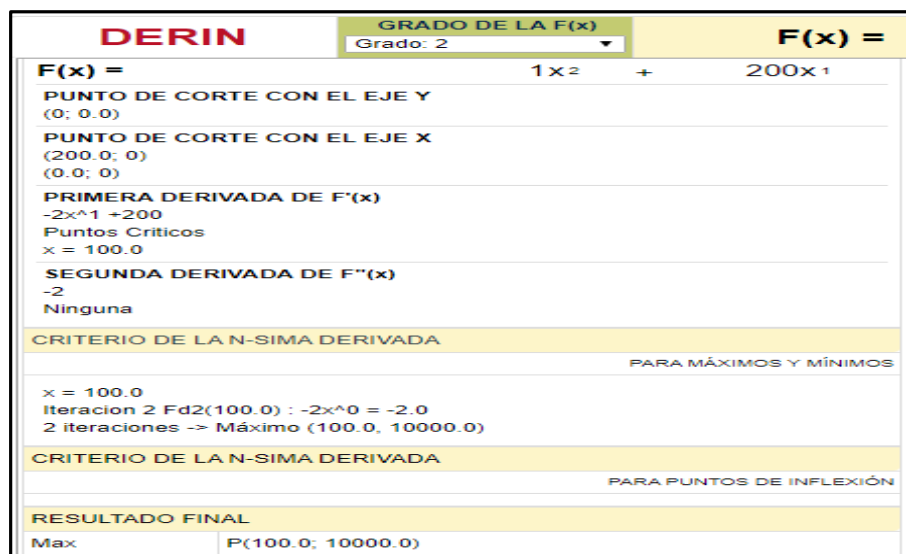 DERIN
GRADO DE LA F(x)
Grado: 2
F(x) =
F(x) = 1x2 + 200x1
PUNTO DE CORTE CON EL EJE Y
(0; 0.0)
PUNTO DE CORTE CON EL EJE X
(200.0; 0)
(0.0; 0)
PRIMERA DERIVADA DE F'(x)
-2x^1 +200
Puntos Criticos
x = 100.0
SEGUNDA DERIVADA DE F''(x)
-2
Ninguna
CRITERIO DE LA N-SIMA DERIVADA
PARA MÁXIMOS Y MÍNIMOS
x = 100.0
Iteracion 2 Fd2(100.0) : -2x^0 = -2.0
2 iteraciones -> Máximo (100.0, 10000.0)
CRITERIO DE LA N-SIMA DERIVADA
PARA PUNTOS DE INFLEXIÓN
RESULTADO FINAL
Max P(100.0; 10000.0)